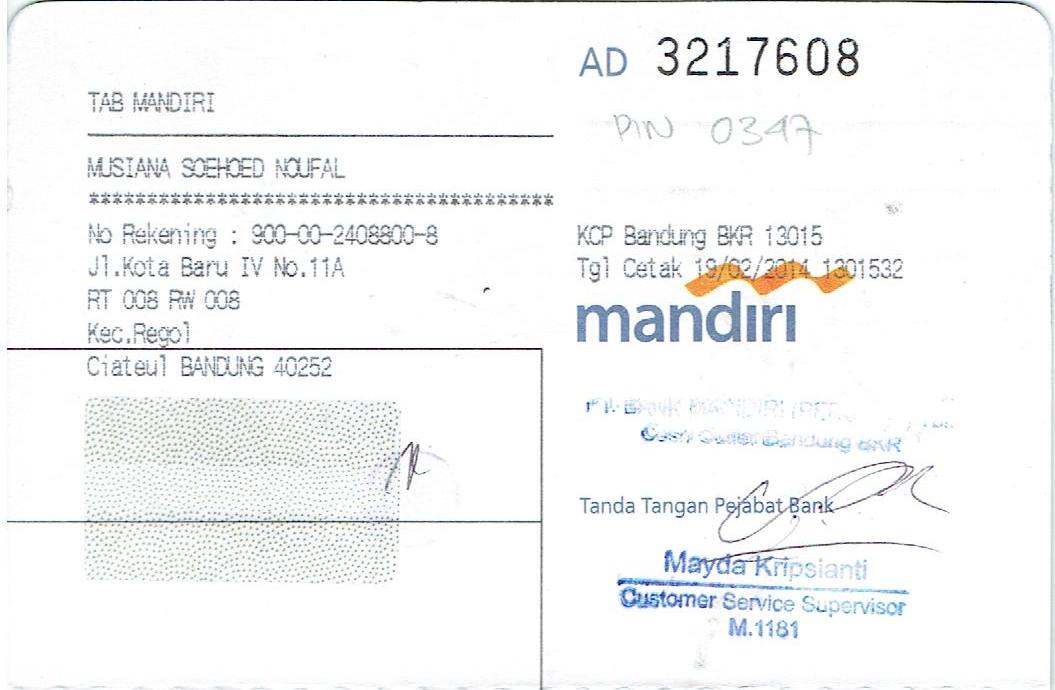 TAB MANDIRI
MUSIANA SOEHOED NOUFAL
****************************************
No Rekening : 900-00-2408800-8
Jl.Kota Baru IV No.11A
RT 008 RW 008
Kec.Regol
Ciateul BANDUNG 40252
AD 3217608
PIN 0347
KCP Bandung BKR 13015
Tgl Cetak 19/02/2014 1301532
mandiri
PT. BANK MANDIRI
Cash Outlet Bandung BKR
Tanda Tangan Pejabat Bank
Mayda Kripsianti
Customer Service Supervisor
M.1181